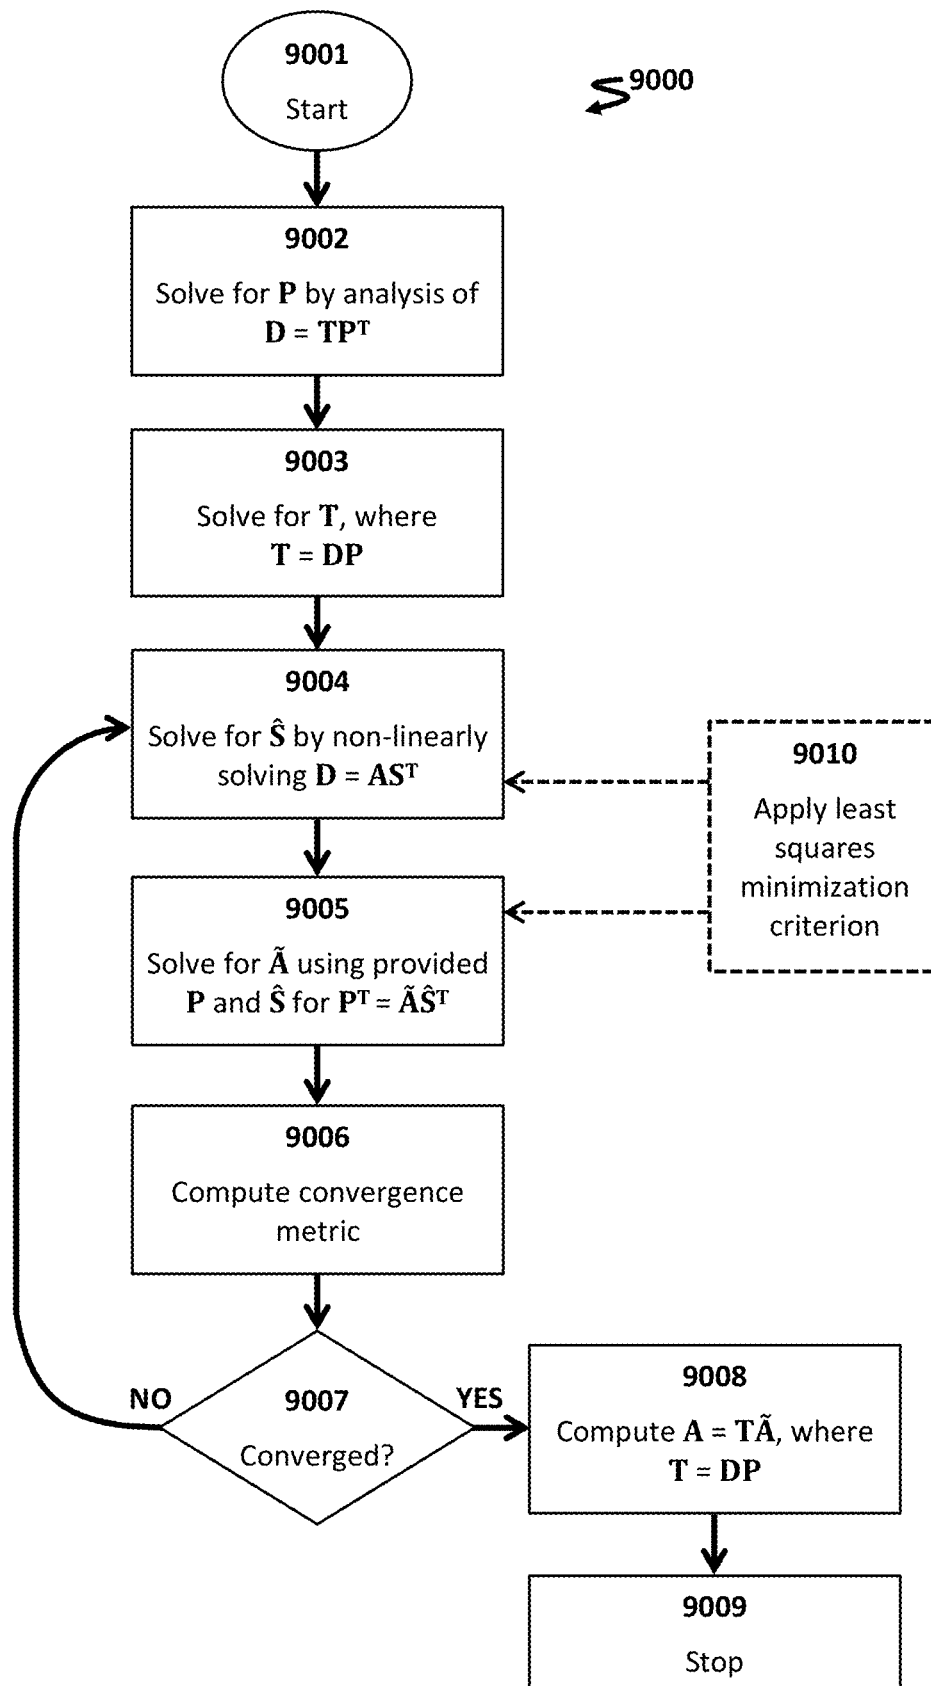 9001
Start
9000
9002
Solve for P by analysis of
D = TPᵀ
9003
Solve for T, where
T = DP
9004
Solve for Ŝ by non-linearly
solving D = ASᵀ
9010
Apply least
squares
minimization
criterion
9005
Solve for Ã using provided
P and Ŝ for Pᵀ = ÃŜᵀ
9006
Compute convergence
metric
NO
9007
Converged?
YES
9008
Compute A = TÃ, where
T = DP
9009
Stop